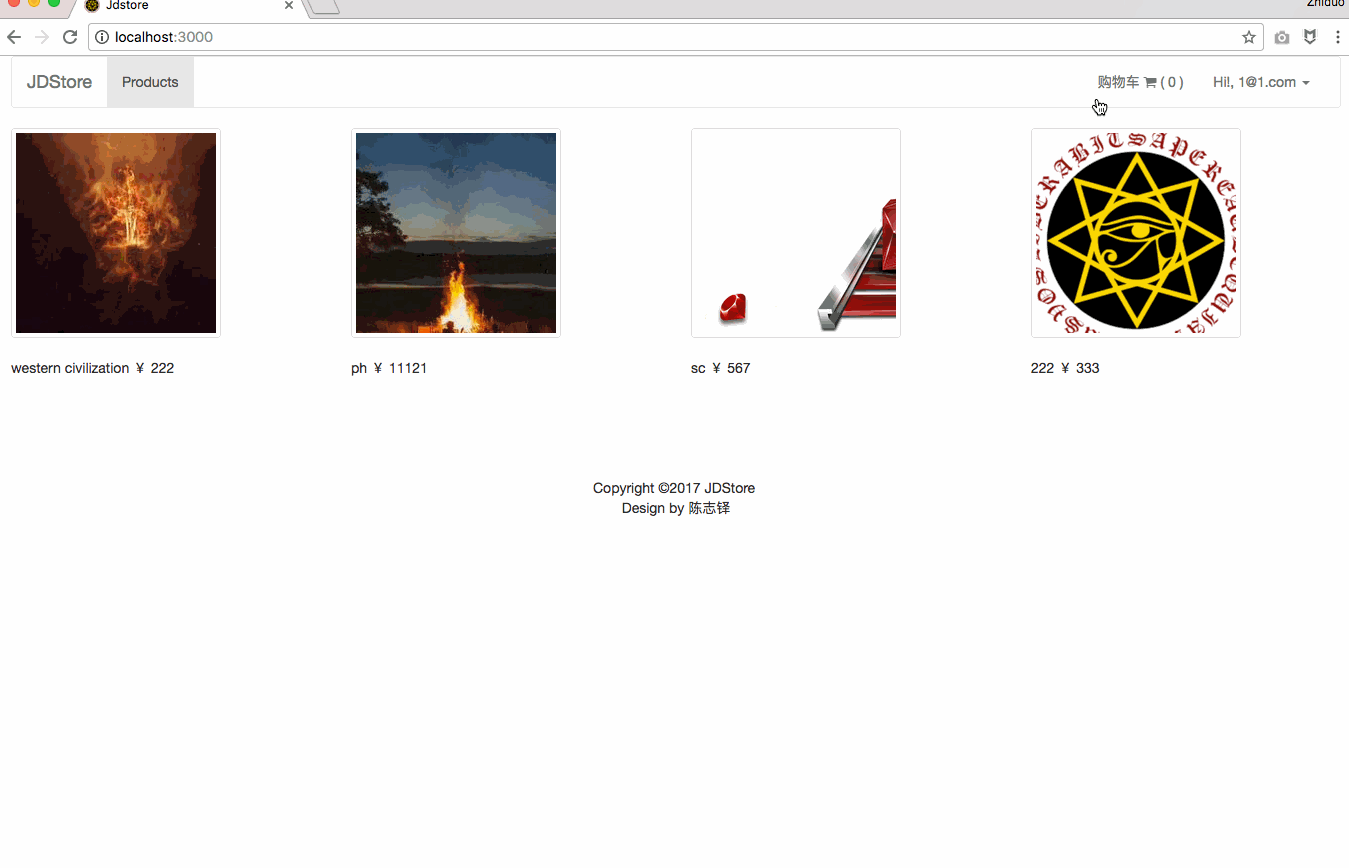 Zhiduo
Jdstore
localhost:3000
JDStore Products 购物车 ( 0 ) Hi!, 1@1.com
western civilization ￥ 222
ph ￥ 11121
sc ￥ 567
222 ￥ 333
Copyright ©2017 JDStore
Design by 陈志铎